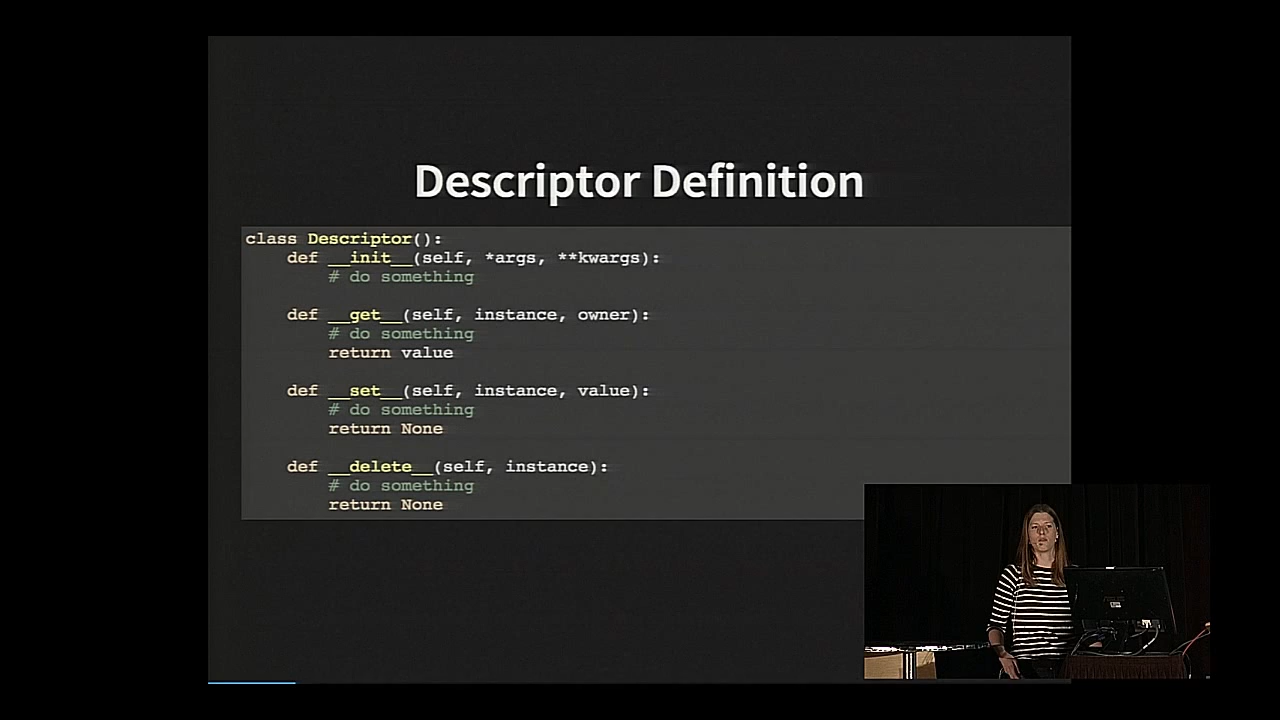 Descriptor Definition
class Descriptor():
    def __init__(self, *args, **kwargs):
        # do something
    def __get__(self, instance, owner):
        # do something
        return value
    def __set__(self, instance, value):
        # do something
        return None
    def __delete__(self, instance):
        # do something
        return None